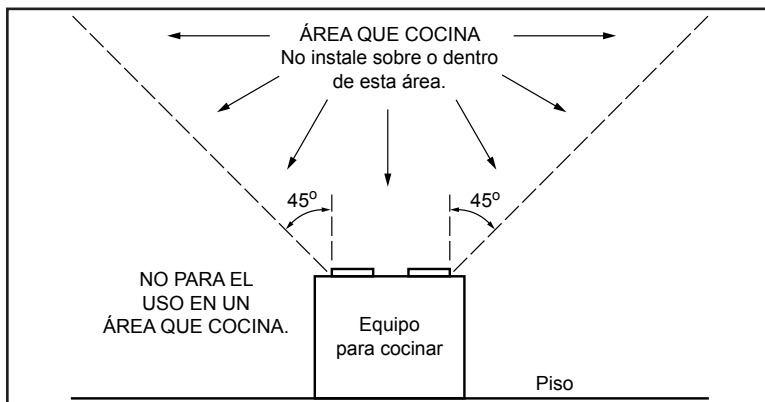 ÁREA QUE COCINA
No instale sobre o dentro
de esta área.
45º
45º
NO PARA EL
USO EN UN
ÁREA QUE COCINA.
Equipo
para cocinar
Piso